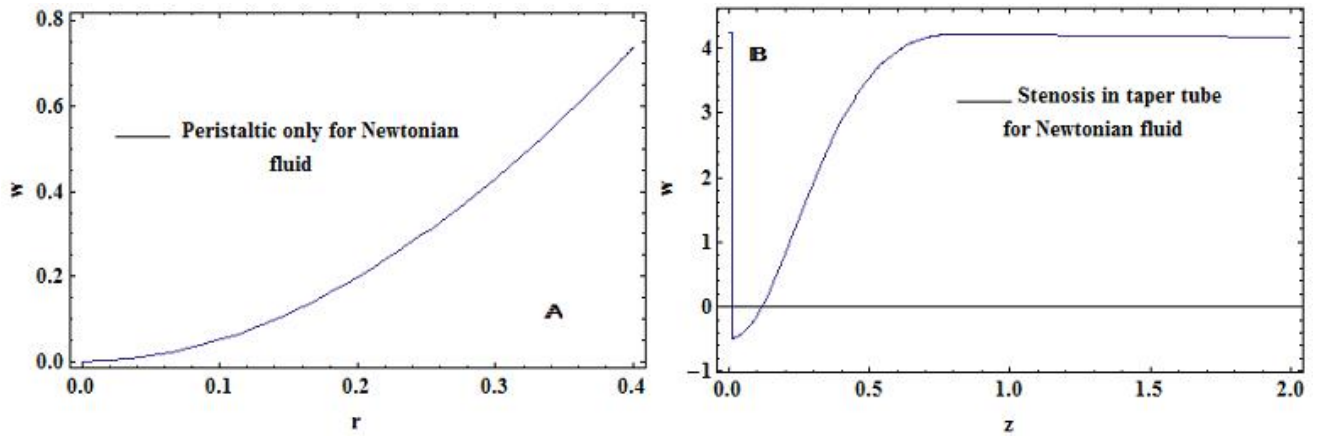 0.8
0.6
0.4
0.2
0.0
w
Peristaltic only for Newtonian
fluid
A
0.0 0.1 0.2 0.3 0.4
r
4
3
2
1
0
−1
w
B
Stenosis in taper tube
for Newtonian fluid
0.0 0.5 1.0 1.5 2.0
z